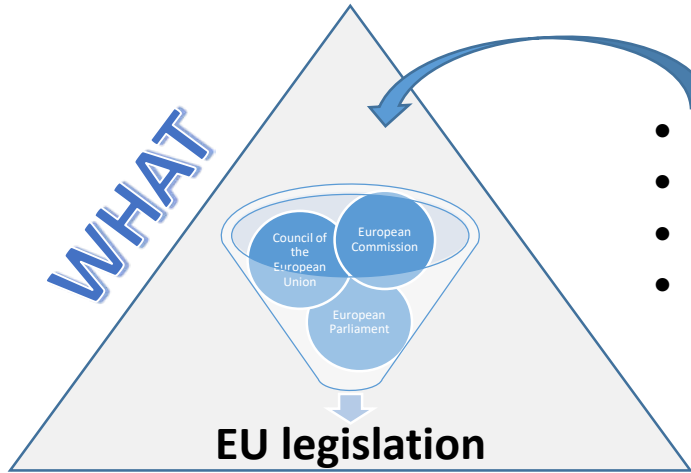 WHAT
Council of
the
European
Union
European
Commission
European
Parliament
EU legislation